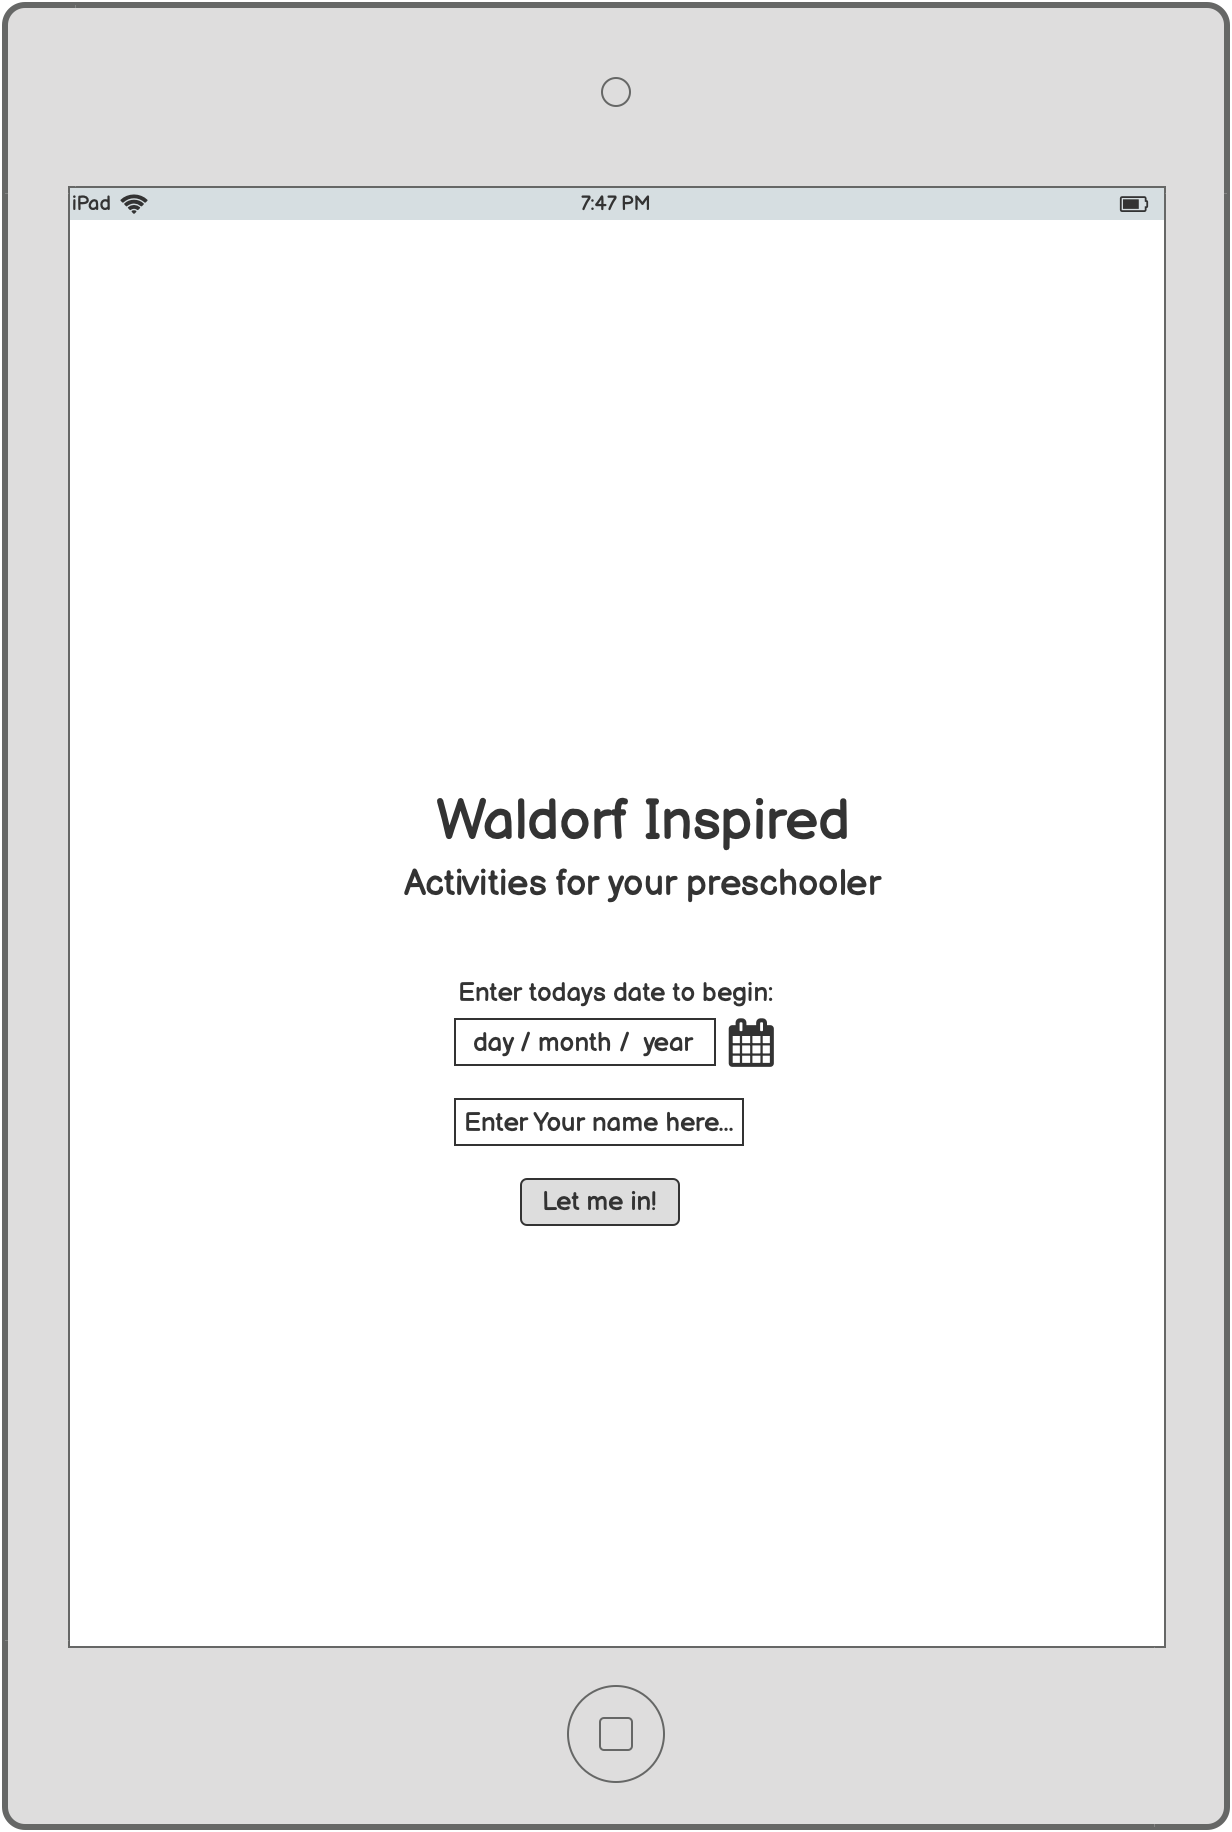 iPad 7:47 PM
Waldorf Inspired
Activities for your preschooler
Enter todays date to begin:
day / month / year
Enter Your name here...
Let me in!